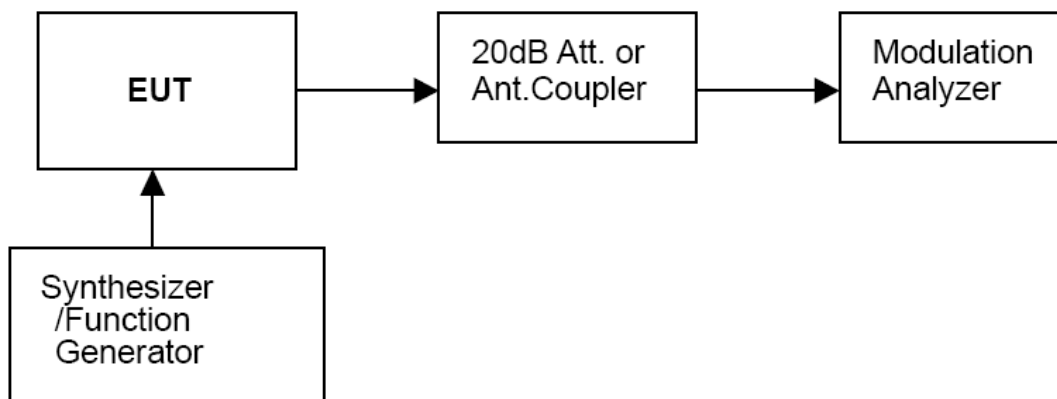 EUT
20dB Att. or
Ant.Coupler
Modulation
Analyzer
Synthesizer
/Function
Generator